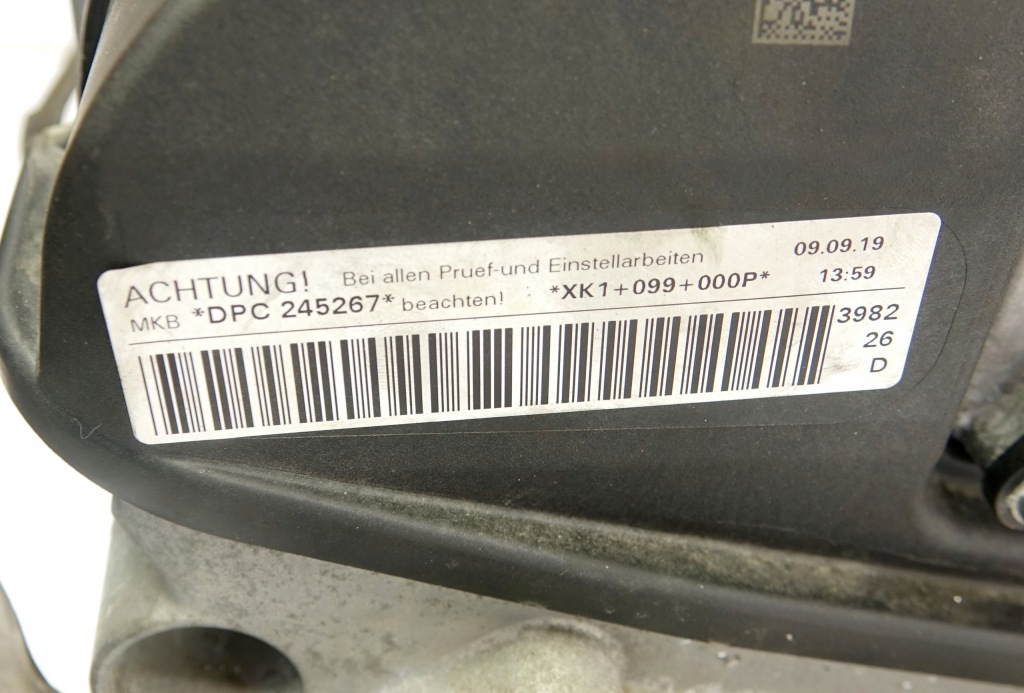 ACHTUNG! Bei allen Pruef-und Einstellarbeiten 09.09.19
MKB *DPC 245267* beachten! *XK1+099+000P* 13:59
3982
26
D